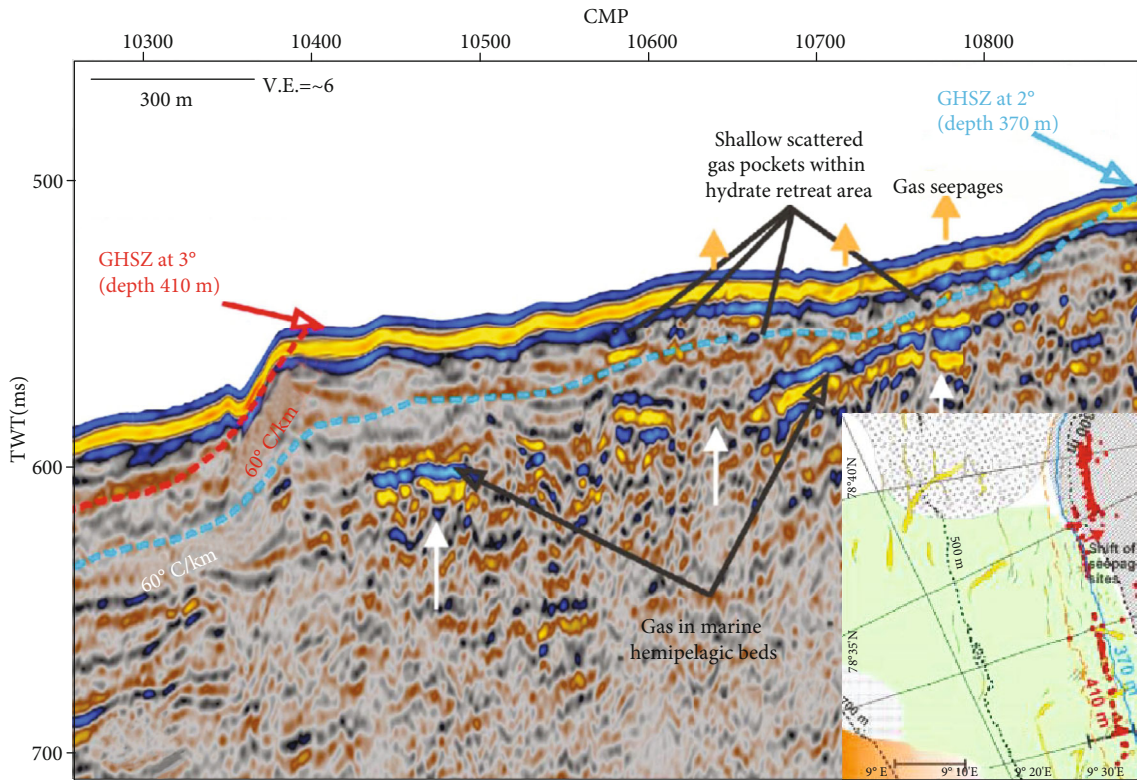 CMP
10300
10400
10500
10600
10700
10800
V.E.=~6
300 m
GHSZ at 2°
(depth 370 m)
Shallow scattered
gas pockets within
hydrate retreat area
Gas seepages
500
GHSZ at 3°
(depth 410 m)
TWT(ms)
600
60° C/km
60° C/km
Gas in marine
hemipelagic beds
700
78°40'N
500 m
Shift of
seepag
sites
78°35'N
370 m
410 m
9° E
9° 10'E
9° 20'E
9° 30'E